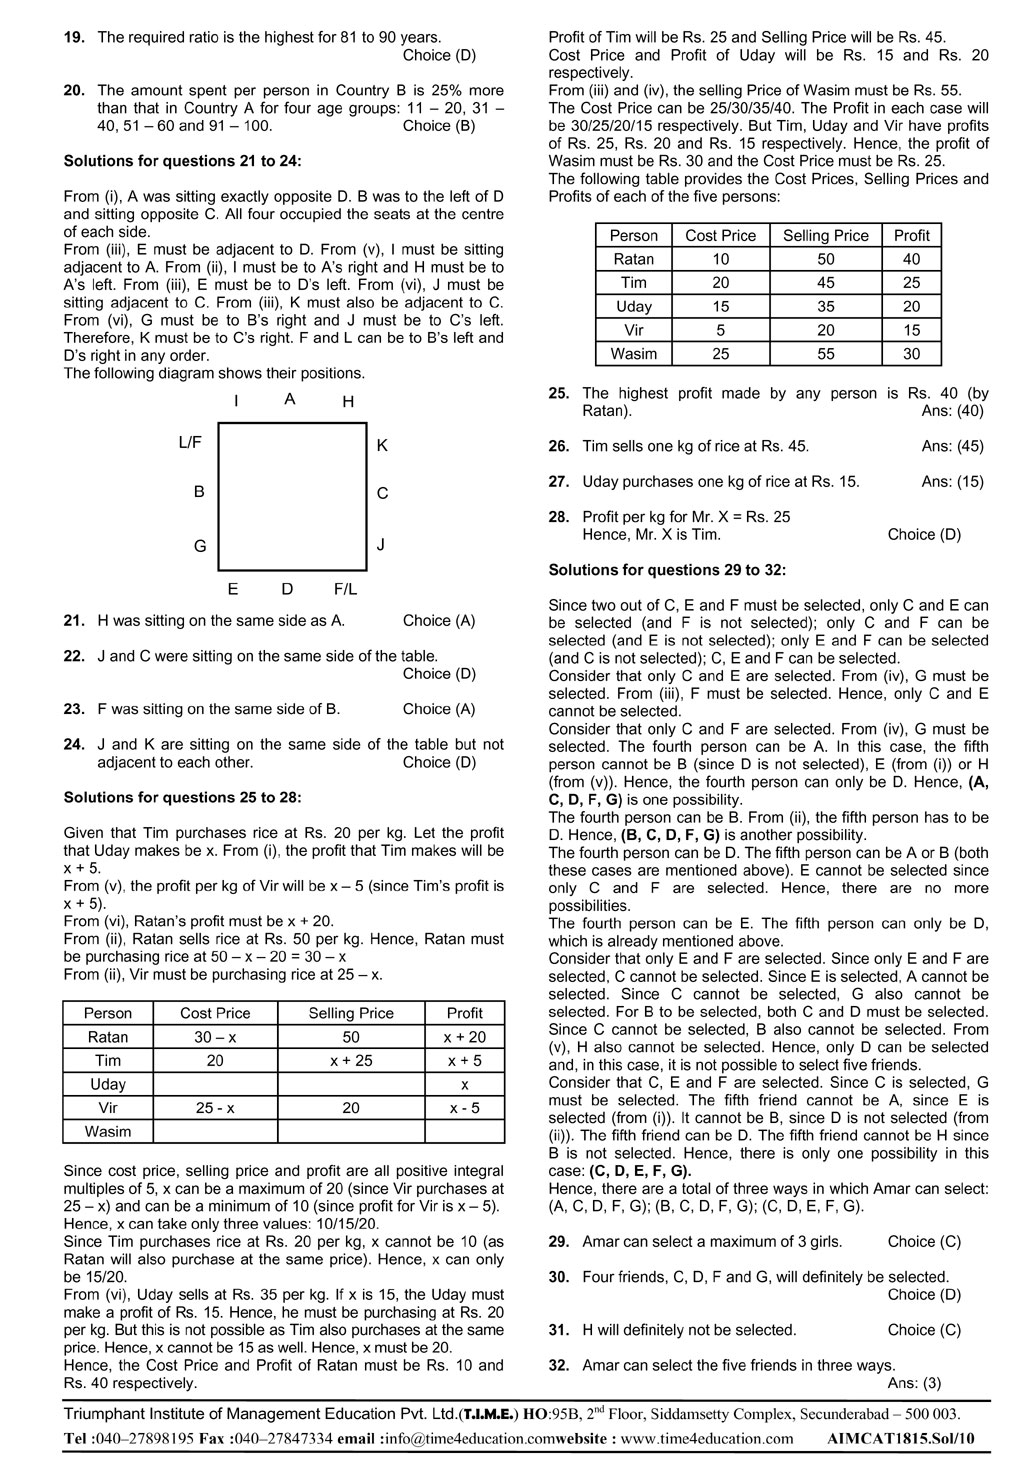 19. The required ratio is the highest for 81 to 90 years.
Choice (D)
20. The amount spent per person in Country B is 25% more
than that in Country A for four age groups: 11 – 20, 31 –
40, 51 – 60 and 91 – 100. Choice (B)
Solutions for questions 21 to 24:
From (i), A was sitting exactly opposite D. B was to the left of D
and sitting opposite C. All four occupied the seats at the centre
of each side.
From (iii), E must be adjacent to D. From (v), I must be sitting
adjacent to A. From (ii), I must be to A's right and H must be to
A's left. From (iii), E must be to D's left. From (vi), J must be
sitting adjacent to C. From (iii), K must also be adjacent to C.
From (vi), G must be to B's right and J must be to C's left.
Therefore, K must be to C's right. F and L can be to B's left and
D's right in any order.
The following diagram shows their positions.
I A H
L/F K
B C
G J
E D F/L
21. H was sitting on the same side as A. Choice (A)
22. J and C were sitting on the same side of the table.
Choice (D)
23. F was sitting on the same side of B. Choice (A)
24. J and K are sitting on the same side of the table but not
adjacent to each other. Choice (D)
Solutions for questions 25 to 28:
Given that Tim purchases rice at Rs. 20 per kg. Let the profit
that Uday makes be x. From (i), the profit that Tim makes will be
x + 5.
From (v), the profit per kg of Vir will be x – 5 (since Tim's profit is
x + 5).
From (vi), Ratan's profit must be x + 20.
From (ii), Ratan sells rice at Rs. 50 per kg. Hence, Ratan must
be purchasing rice at 50 – x – 20 = 30 – x
From (ii), Vir must be purchasing rice at 25 – x.
Person Cost Price Selling Price Profit
Ratan 30 – x 50 x + 20
Tim 20 x + 25 x + 5
Uday x
Vir 25 - x 20 x - 5
Wasim
Since cost price, selling price and profit are all positive integral
multiples of 5, x can be a maximum of 20 (since Vir purchases at
25 – x) and can be a minimum of 10 (since profit for Vir is x – 5).
Hence, x can take only three values: 10/15/20.
Since Tim purchases rice at Rs. 20 per kg, x cannot be 10 (as
Ratan will also purchase at the same price). Hence, x can only
be 15/20.
From (vi), Uday sells at Rs. 35 per kg. If x is 15, the Uday must
make a profit of Rs. 15. Hence, he must be purchasing at Rs. 20
per kg. But this is not possible as Tim also purchases at the same
price. Hence, x cannot be 15 as well. Hence, x must be 20.
Hence, the Cost Price and Profit of Ratan must be Rs. 10 and
Rs. 40 respectively.
Profit of Tim will be Rs. 25 and Selling Price will be Rs. 45.
Cost Price and Profit of Uday will be Rs. 15 and Rs. 20
respectively.
From (iii) and (iv), the selling Price of Wasim must be Rs. 55.
The Cost Price can be 25/30/35/40. The Profit in each case will
be 30/25/20/15 respectively. But Tim, Uday and Vir have profits
of Rs. 25, Rs. 20 and Rs. 15 respectively. Hence, the profit of
Wasim must be Rs. 30 and the Cost Price must be Rs. 25.
The following table provides the Cost Prices, Selling Prices and
Profits of each of the five persons:
Person Cost Price Selling Price Profit
Ratan 10 50 40
Tim 20 45 25
Uday 15 35 20
Vir 5 20 15
Wasim 25 55 30
25. The highest profit made by any person is Rs. 40 (by
Ratan). Ans: (40)
26. Tim sells one kg of rice at Rs. 45. Ans: (45)
27. Uday purchases one kg of rice at Rs. 15. Ans: (15)
28. Profit per kg for Mr. X = Rs. 25
Hence, Mr. X is Tim. Choice (D)
Solutions for questions 29 to 32:
Since two out of C, E and F must be selected, only C and E can
be selected (and F is not selected); only C and F can be
selected (and E is not selected); only E and F can be selected
(and C is not selected); C, E and F can be selected.
Consider that only C and E are selected. From (iv), G must be
selected. From (iii), F must be selected. Hence, only C and E
cannot be selected.
Consider that only C and F are selected. From (iv), G must be
selected. The fourth person can be A. In this case, the fifth
person cannot be B (since D is not selected), E (from (i)) or H
(from (v)). Hence, the fourth person can only be D. Hence, (A,
C, D, F, G) is one possibility.
The fourth person can be B. From (ii), the fifth person has to be
D. Hence, (B, C, D, F, G) is another possibility.
The fourth person can be D. The fifth person can be A or B (both
these cases are mentioned above). E cannot be selected since
only C and F are selected. Hence, there are no more
possibilities.
The fourth person can be E. The fifth person can only be D,
which is already mentioned above.
Consider that only E and F are selected. Since only E and F are
selected, C cannot be selected. Since E is selected, A cannot be
selected. Since C cannot be selected, G also cannot be
selected. For B to be selected, both C and D must be selected.
Since C cannot be selected, B also cannot be selected. From
(v), H also cannot be selected. Hence, only D can be selected
and, in this case, it is not possible to select five friends.
Consider that C, E and F are selected. Since C is selected, G
must be selected. The fifth friend cannot be A, since E is
selected (from (i)). It cannot be B, since D is not selected (from
(ii)). The fifth friend can be D. The fifth friend cannot be H since
B is not selected. Hence, there is only one possibility in this
case: (C, D, E, F, G).
Hence, there are a total of three ways in which Amar can select:
(A, C, D, F, G); (B, C, D, F, G); (C, D, E, F, G).
29. Amar can select a maximum of 3 girls. Choice (C)
30. Four friends, C, D, F and G, will definitely be selected.
Choice (D)
31. H will definitely not be selected. Choice (C)
32. Amar can select the five friends in three ways.
Ans: (3)
Triumphant Institute of Management Education Pvt. Ltd.(T.I.M.E.) HO:95B, 2nd Floor, Siddamsetty Complex, Secunderabad – 500 003.
Tel :040–27898195 Fax :040–27847334 email :info@time4education.comwebsite : www.time4education.com AIMCAT1815.Sol/10